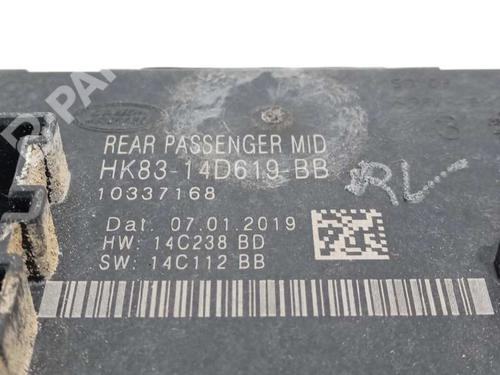 REAR PASSENGER MID
HK83-14D619-BB
10337168
RL
Dat: 07.01.2019
HW: 14C238 BD
SW: 14C112 BB